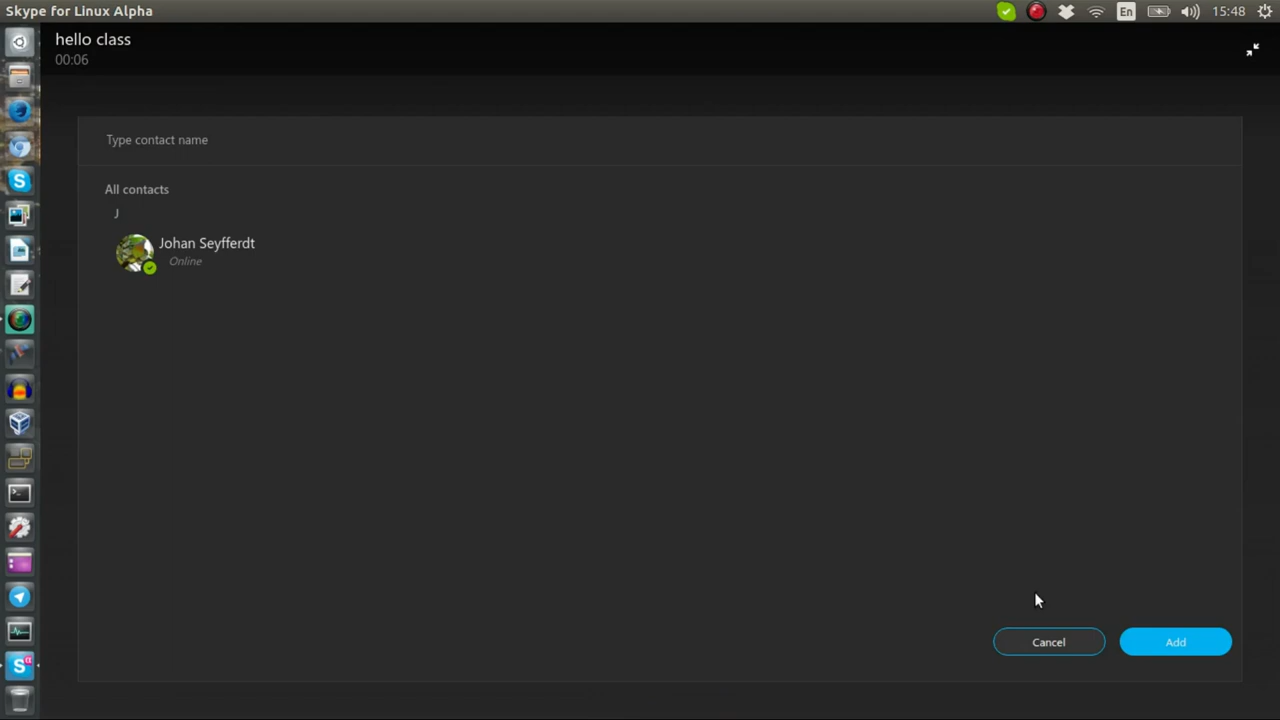 Skype for Linux Alpha
En
15:48
hello class
00:06
Type contact name
All contacts
J
Johan Seyfferdt
Online
Cancel
Add